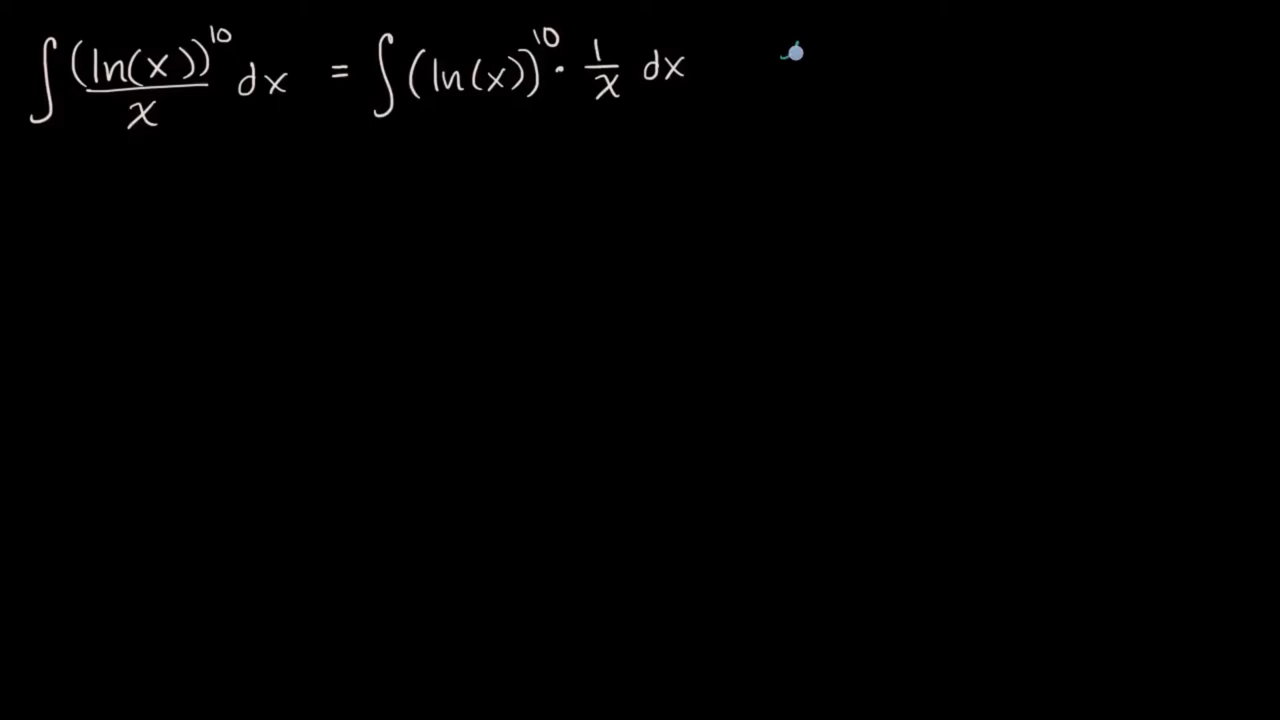 ∫ (ln(x))^10 / x dx = ∫ (ln(x))^10 · 1/x dx